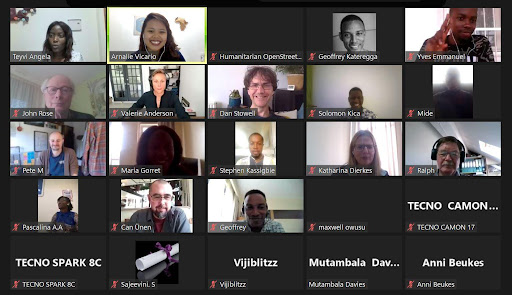 Teyvi Angela
Arnalie Vicario
Humanitarian OpenStreet...
Geoffrey Kateregga
Yves Emmanuel
John Rose
Valerie Anderson
Dan Stowell
Solomon Kica
Mide
Pete M
Maria Gorret
Stephen Kassigbie
Katharina Dierkes
Ralph
Pascalina A.A
Can Ünen
Geoffrey
maxwell owusu
TECNO CAMON...
TECNO CAMON 17
TECNO SPARK 8C
TECNO SPARK 8C
Sajeevini. S
Vijiblitzz
Vijiblitzz
Mutambala Dav...
Mutambala Davies
Anni Beukes
Anni Beukes